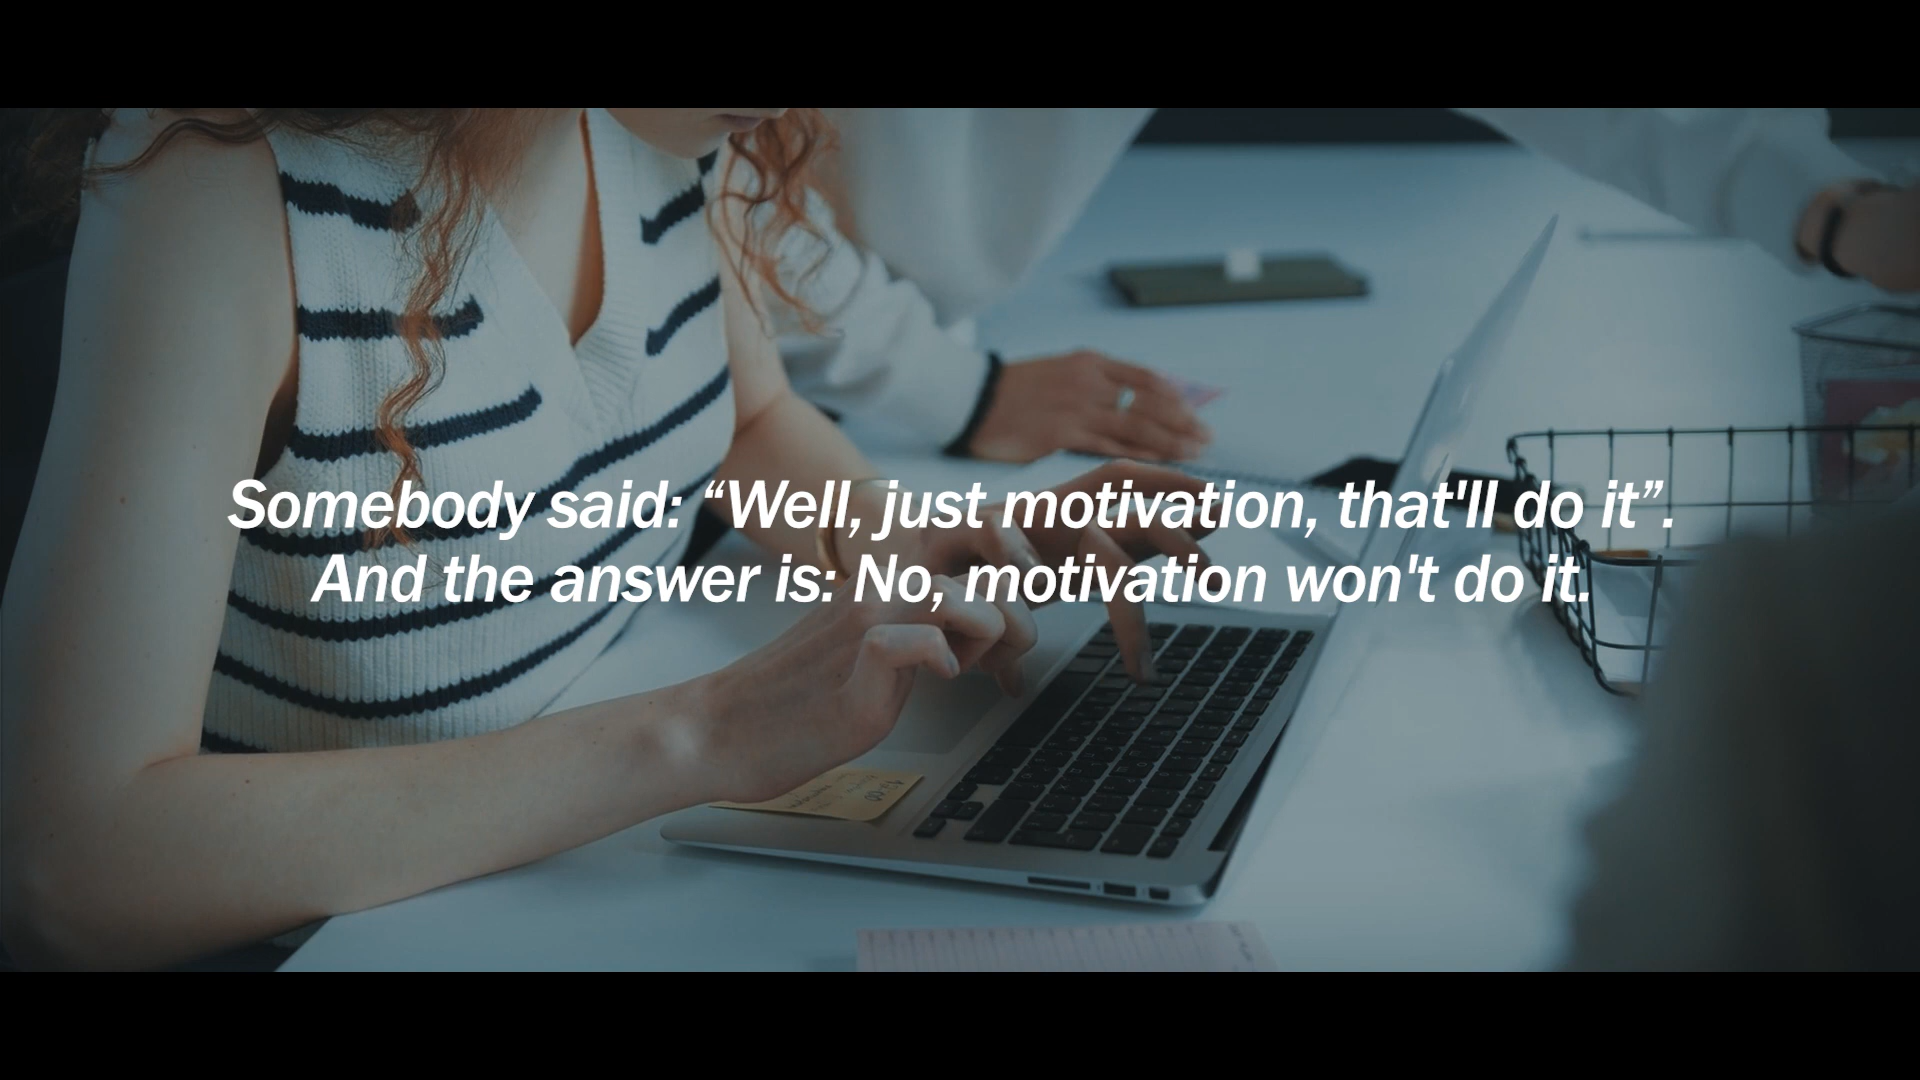 Somebody said: “Well, just motivation, that'll do it”.
And the answer is: No, motivation won't do it.